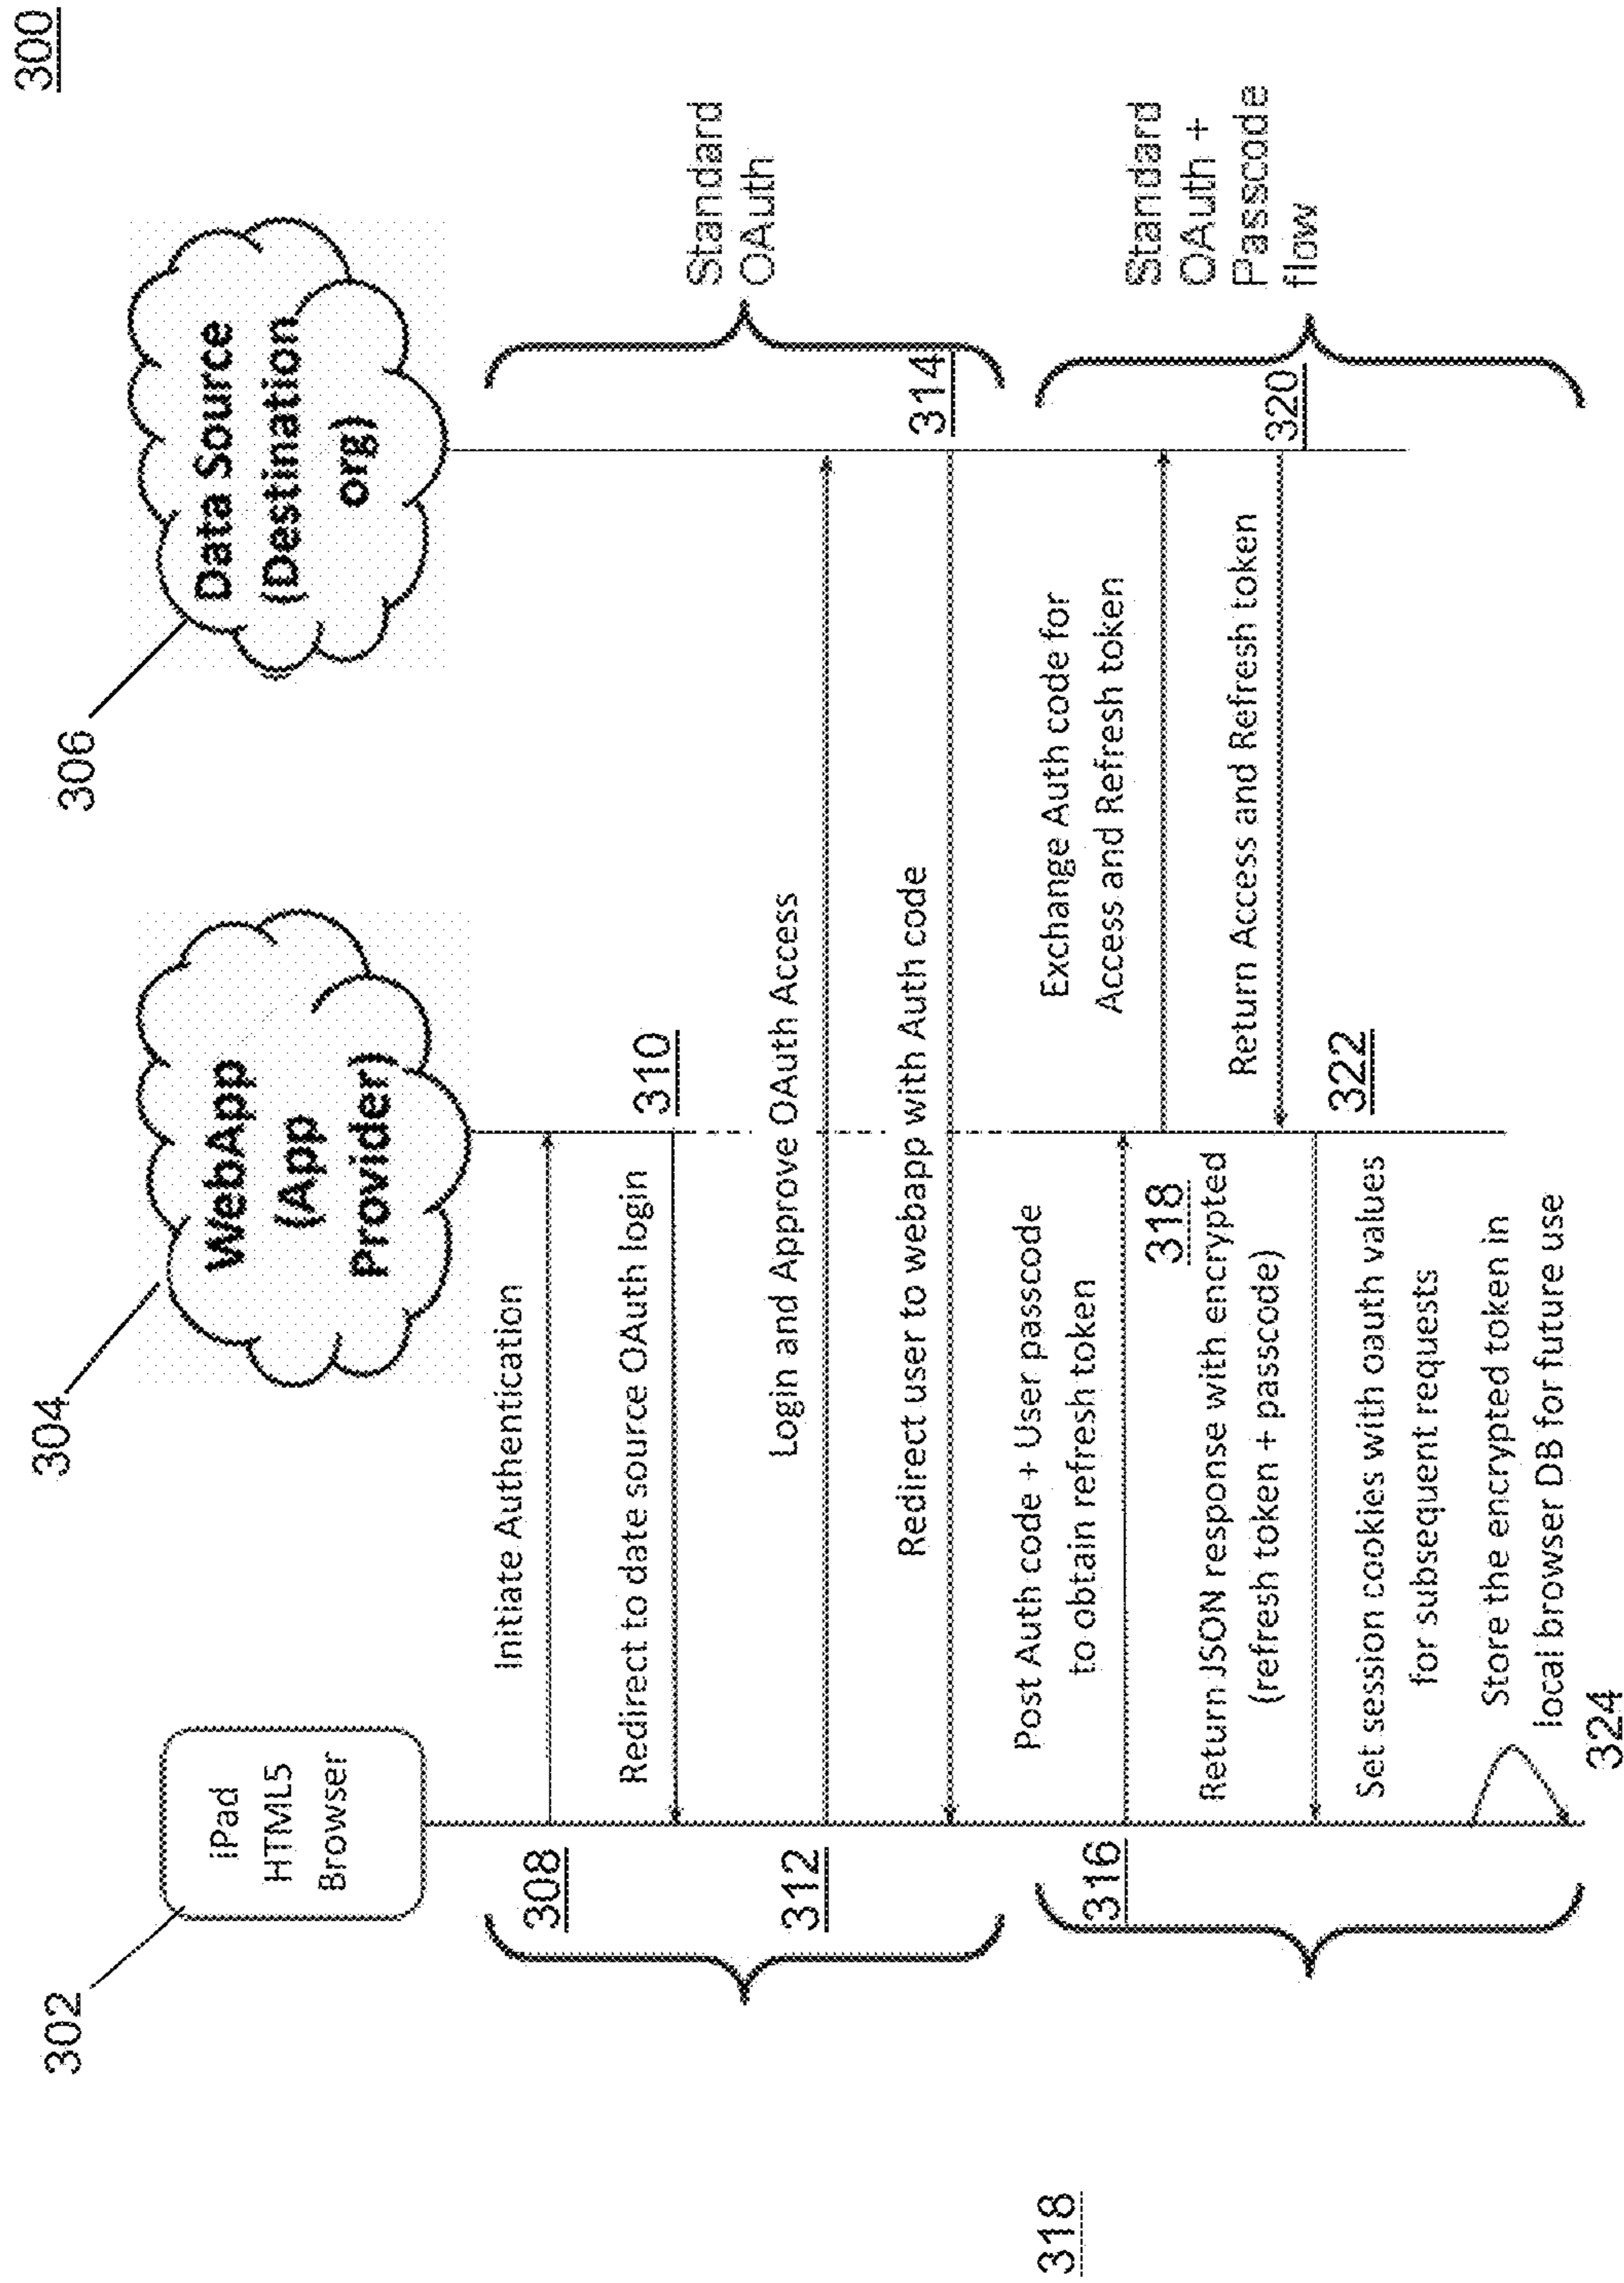 300
302
304
306
iPad
HTML5
Browser
WebApp
(App
Provider)
Data Source
(Destination
org)
308
Initiate Authentication
310
Redirect to date source OAuth login
312
Login and Approve OAuth Access
Redirect user to webapp with Auth code
314
Standard
OAuth
316
Post Auth code + User passcode
to obtain refresh token
318
Exchange Auth code for
Access and Refresh token
Return Access and Refresh token
320
Return JSON response with encrypted
(refresh token + passcode)
322
Set session cookies with oauth values
for subsequent requests
Store the encrypted token in
local browser DB for future use
324
Standard
OAuth +
Passcode
flow
318